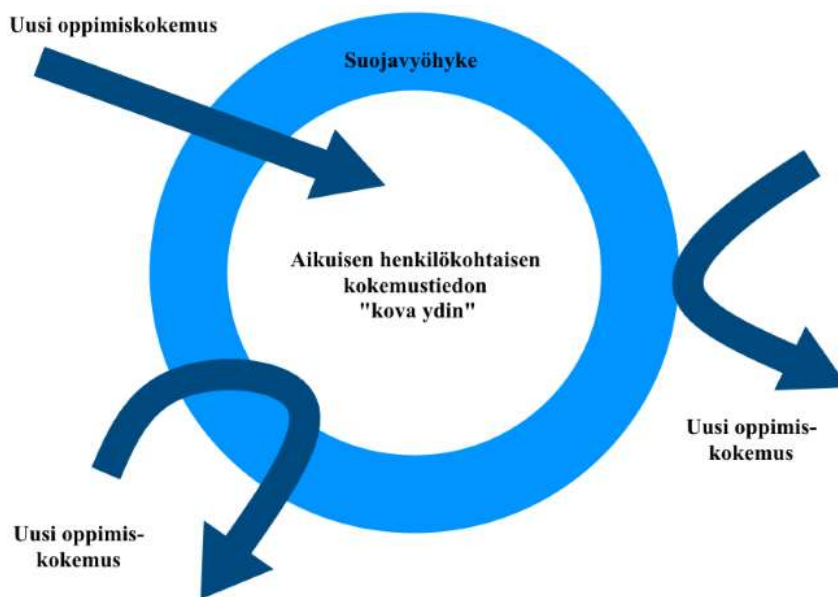 Uusi oppimiskokemus
Suojavyöhyke
Aikuisen henkilökohtaisen
kokemustiedon
"kova ydin"
Uusi oppimis-
kokemus
Uusi oppimis-
kokemus